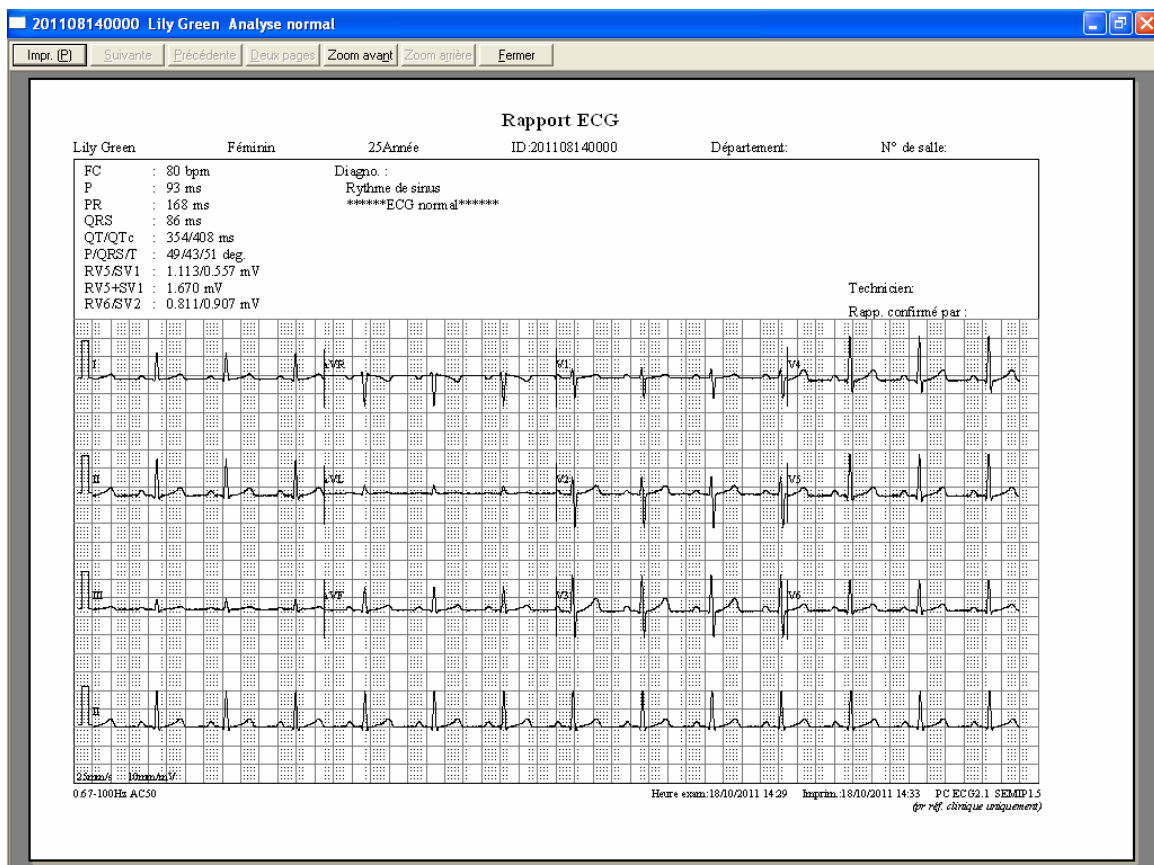 201108140000 Lily Green Analyse normal
Impr. (P) Suivante Précédente Deux pages Zoom avant Zoom arrière Fermer
Rapport ECG
Lily Green Féminin 25Année ID:201108140000 Département: N° de salle:
FC : 80 bpm
P : 93 ms
PR : 168 ms
QRS : 86 ms
QT/QTc : 354/408 ms
P/QRS/T : 49/43/51 deg.
RV5/SV1 : 1.113/0.557 mV
RV5+SV1 : 1.670 mV
RV6/SV2 : 0.811/0.907 mV
Diagno. :
Rythme de sinus
******ECG normal******
Technicien:
Rapp. confirmé par :
I aVR V1 V4
II aVL V2 V5
III aVF V3 V6
II
25mm/s 10mm/mV
0.67-100Hz AC50 Heure exam:18/10/2011 14:29 Imprim.:18/10/2011 14:33 PC ECG2.1 SEMIP1.5
(pr réf. clinique uniquement)